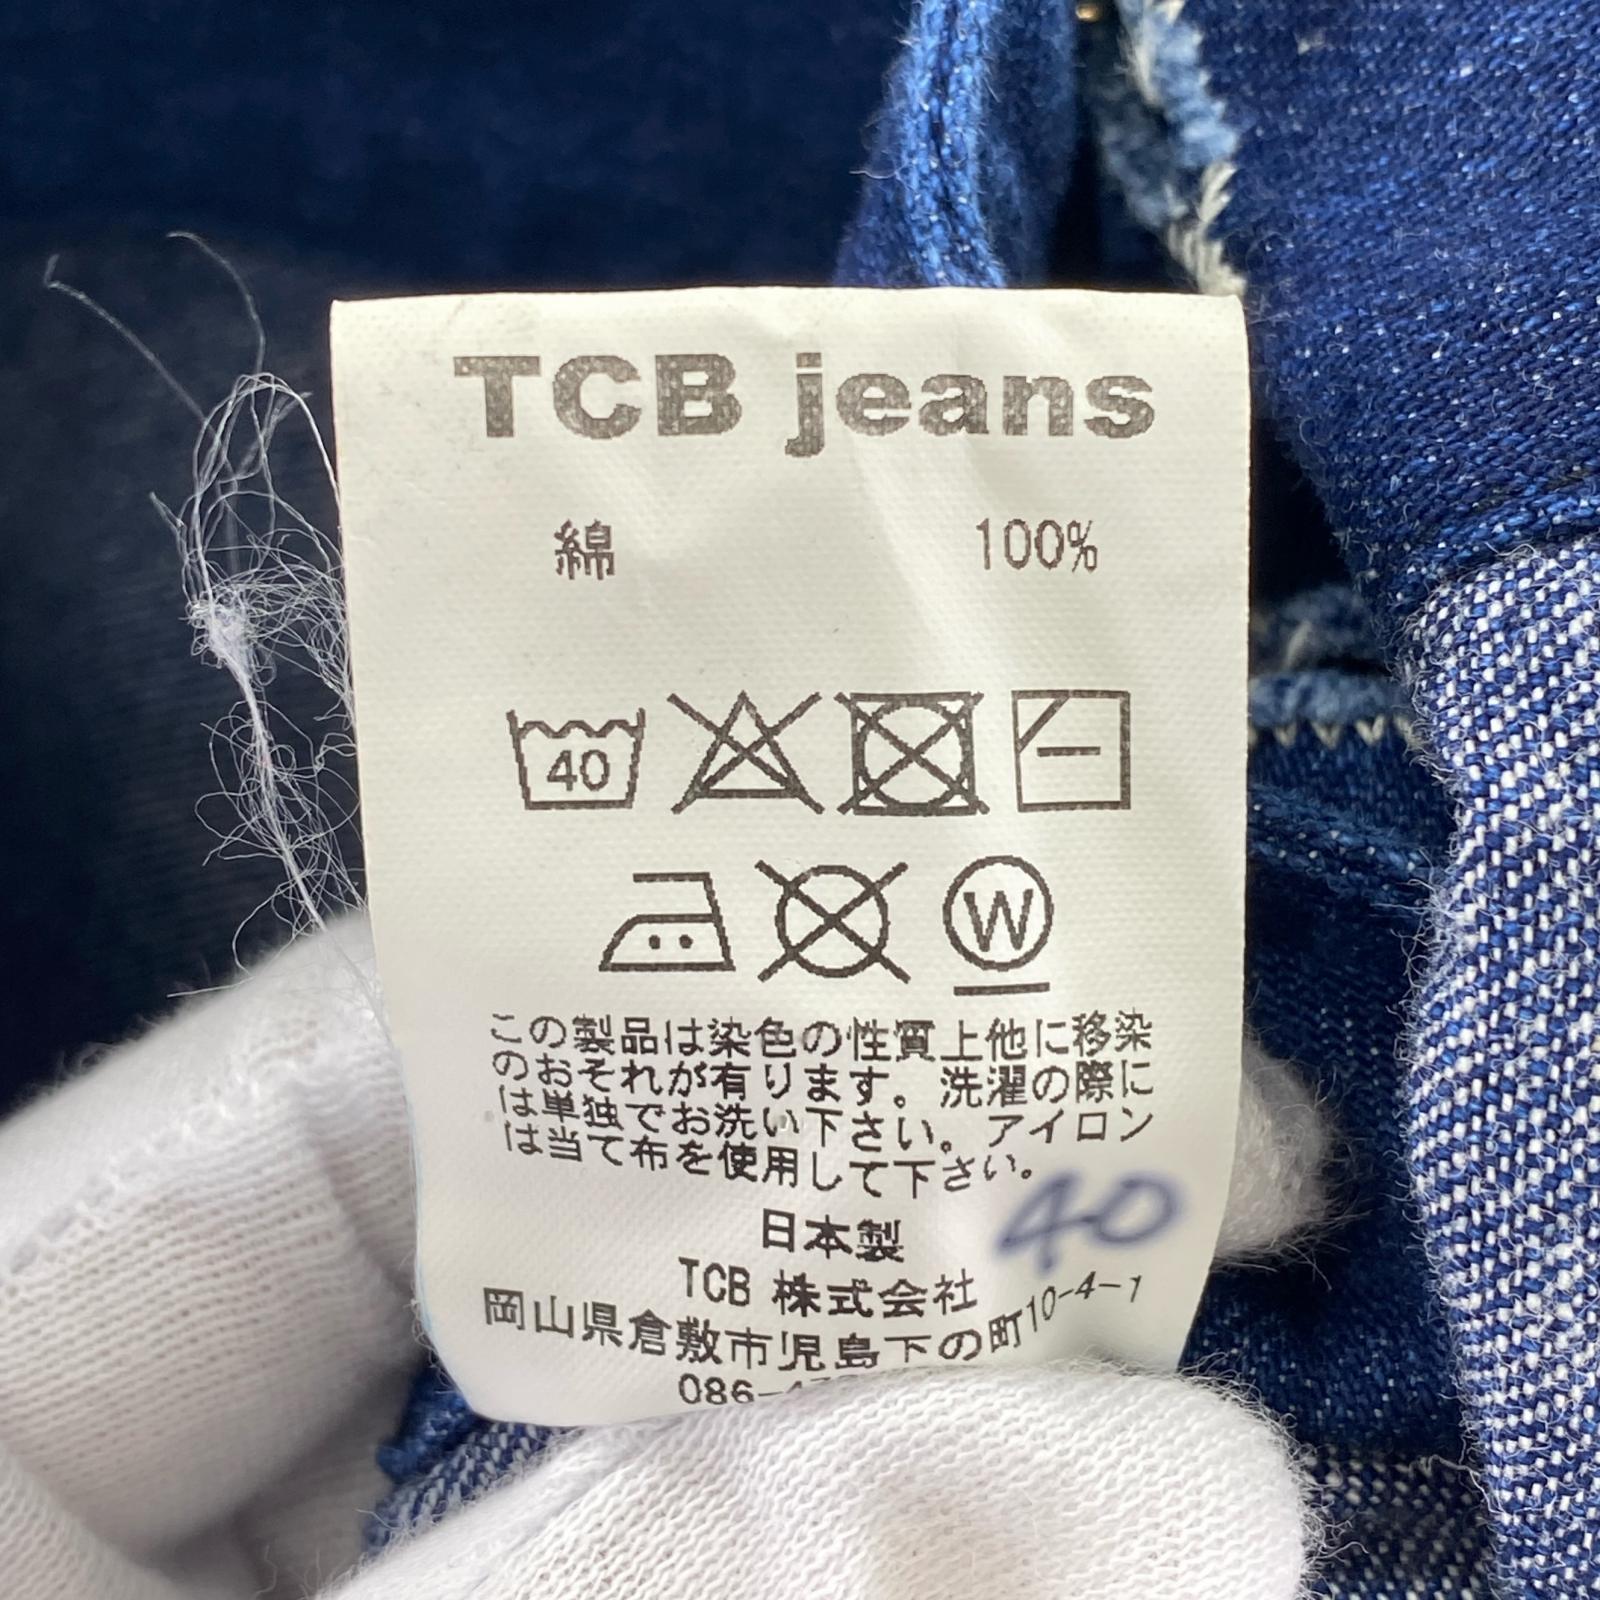 TCB jeans
綿 100%
40
W
この製品は染色の性質上他に移染
のおそれが有ります。洗濯の際に
は単独でお洗い下さい。アイロン
は当て布を使用して下さい。
40
日本製
TCB 株式会社
岡山県倉敷市児島下の町10-4-1
086-